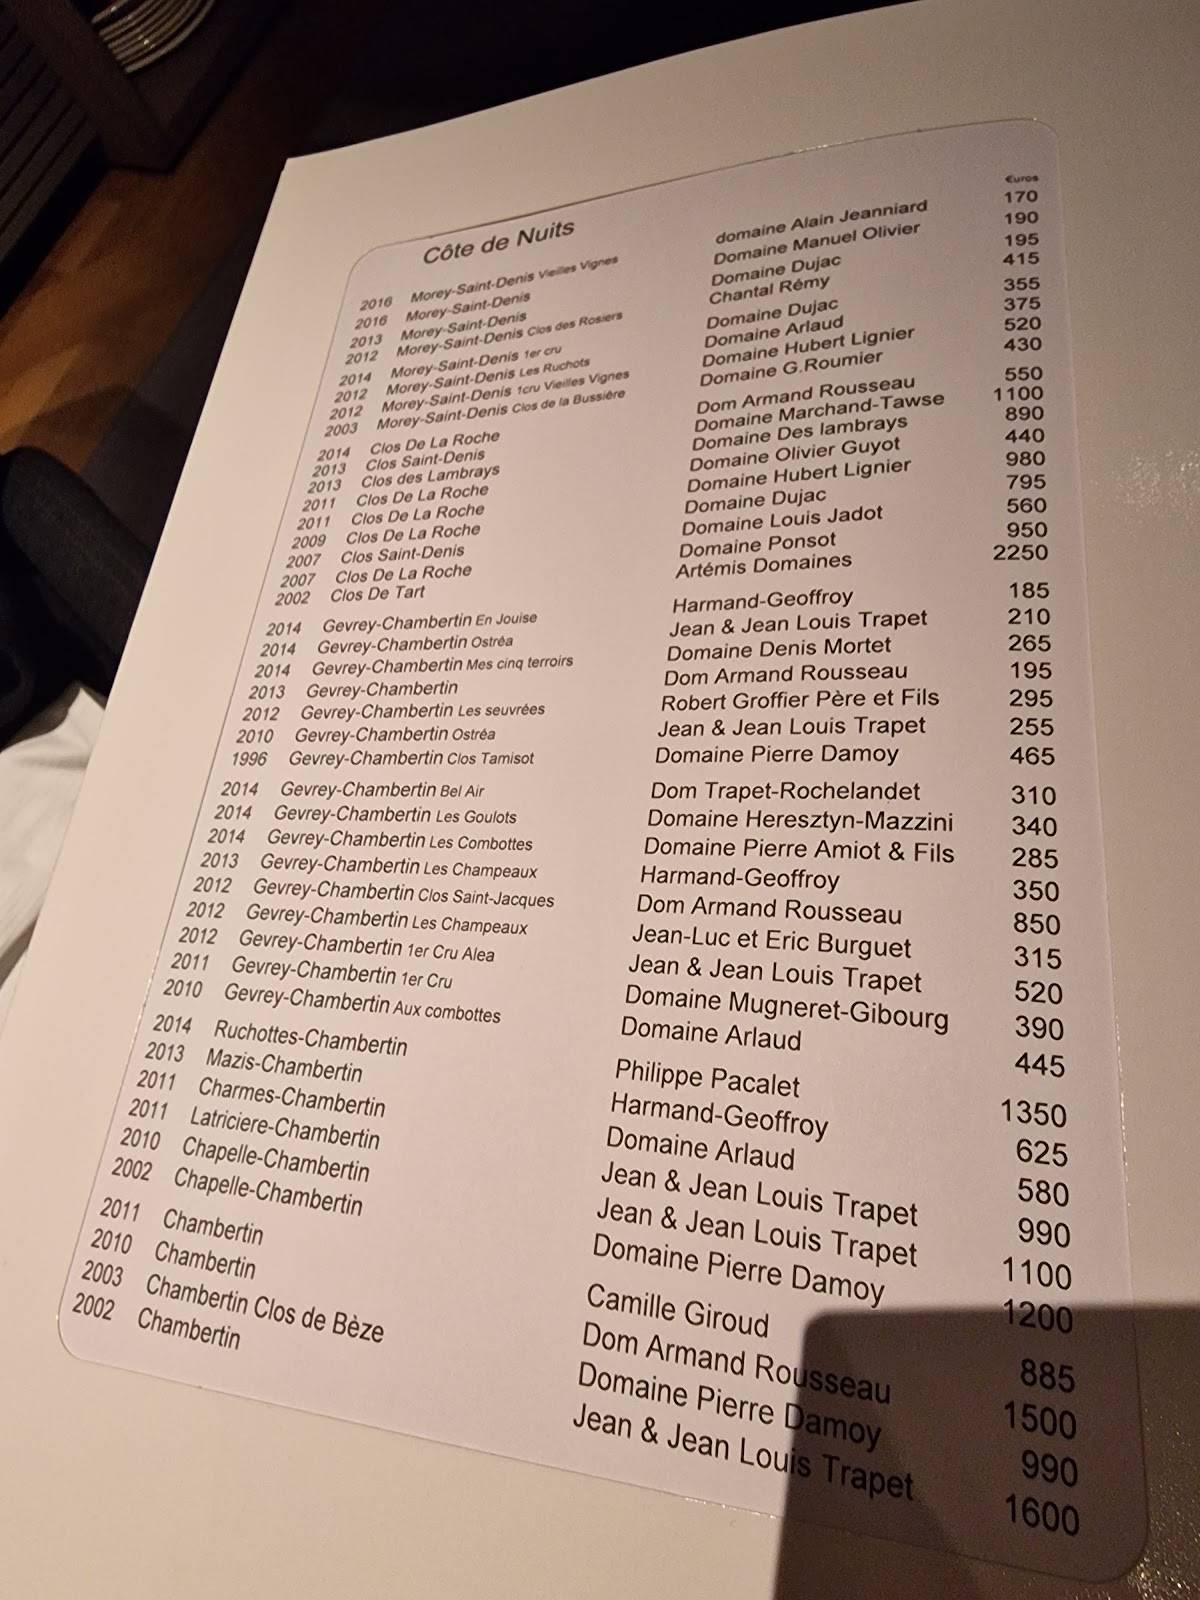 Côte de Nuits
€uros
2016 Morey-Saint-Denis Vieilles Vignes domaine Alain Jeanniard 170
2016 Morey-Saint-Denis Domaine Manuel Olivier 190
2013 Morey-Saint-Denis Domaine Dujac 195
2012 Morey-Saint-Denis Clos des Rosiers Chantal Rémy 415
2014 Morey-Saint-Denis 1er cru Domaine Dujac 355
2012 Morey-Saint-Denis Les Ruchots Domaine Arlaud 375
2012 Morey-Saint-Denis 1cru Vieilles Vignes Domaine Hubert Lignier 520
2003 Morey-Saint-Denis Clos de la Bussière Domaine G.Roumier 430
2014 Clos De La Roche Dom Armand Rousseau 550
2013 Clos Saint-Denis Domaine Marchand-Tawse 1100
2013 Clos des Lambrays Domaine Des lambrays 890
2011 Clos De La Roche Domaine Olivier Guyot 440
2011 Clos De La Roche Domaine Hubert Lignier 980
2009 Clos De La Roche Domaine Dujac 795
2007 Clos Saint-Denis Domaine Louis Jadot 560
2007 Clos De La Roche Domaine Ponsot 950
2002 Clos De Tart Artémis Domaines 2250
2014 Gevrey-Chambertin En Jouise Harmand-Geoffroy 185
2014 Gevrey-Chambertin Ostréa Jean & Jean Louis Trapet 210
2014 Gevrey-Chambertin Mes cinq terroirs Domaine Denis Mortet 265
2013 Gevrey-Chambertin Dom Armand Rousseau 195
2012 Gevrey-Chambertin Les seuvrées Robert Groffier Père et Fils 295
2010 Gevrey-Chambertin Ostréa Jean & Jean Louis Trapet 255
1996 Gevrey-Chambertin Clos Tamisot Domaine Pierre Damoy 465
2014 Gevrey-Chambertin Bel Air Dom Trapet-Rochelandet 310
2014 Gevrey-Chambertin Les Goulots Domaine Heresztyn-Mazzini 340
2014 Gevrey-Chambertin Les Combottes Domaine Pierre Amiot & Fils 285
2013 Gevrey-Chambertin Les Champeaux Harmand-Geoffroy 350
2012 Gevrey-Chambertin Clos Saint-Jacques Dom Armand Rousseau 850
2012 Gevrey-Chambertin Les Champeaux Jean-Luc et Eric Burguet 315
2012 Gevrey-Chambertin 1er Cru Alea Jean & Jean Louis Trapet 520
2011 Gevrey-Chambertin 1er Cru Domaine Mugneret-Gibourg 390
2010 Gevrey-Chambertin Aux combottes Domaine Arlaud 445
2014 Ruchottes-Chambertin Philippe Pacalet 1350
2013 Mazis-Chambertin Harmand-Geoffroy 625
2011 Charmes-Chambertin Domaine Arlaud 580
2011 Latriciere-Chambertin Jean & Jean Louis Trapet 990
2010 Chapelle-Chambertin Jean & Jean Louis Trapet 1100
2002 Chapelle-Chambertin Domaine Pierre Damoy 1200
2011 Chambertin Camille Giroud 885
2010 Chambertin Dom Armand Rousseau 1500
2003 Chambertin Clos de Bèze Domaine Pierre Damoy 990
2002 Chambertin Jean & Jean Louis Trapet 1600